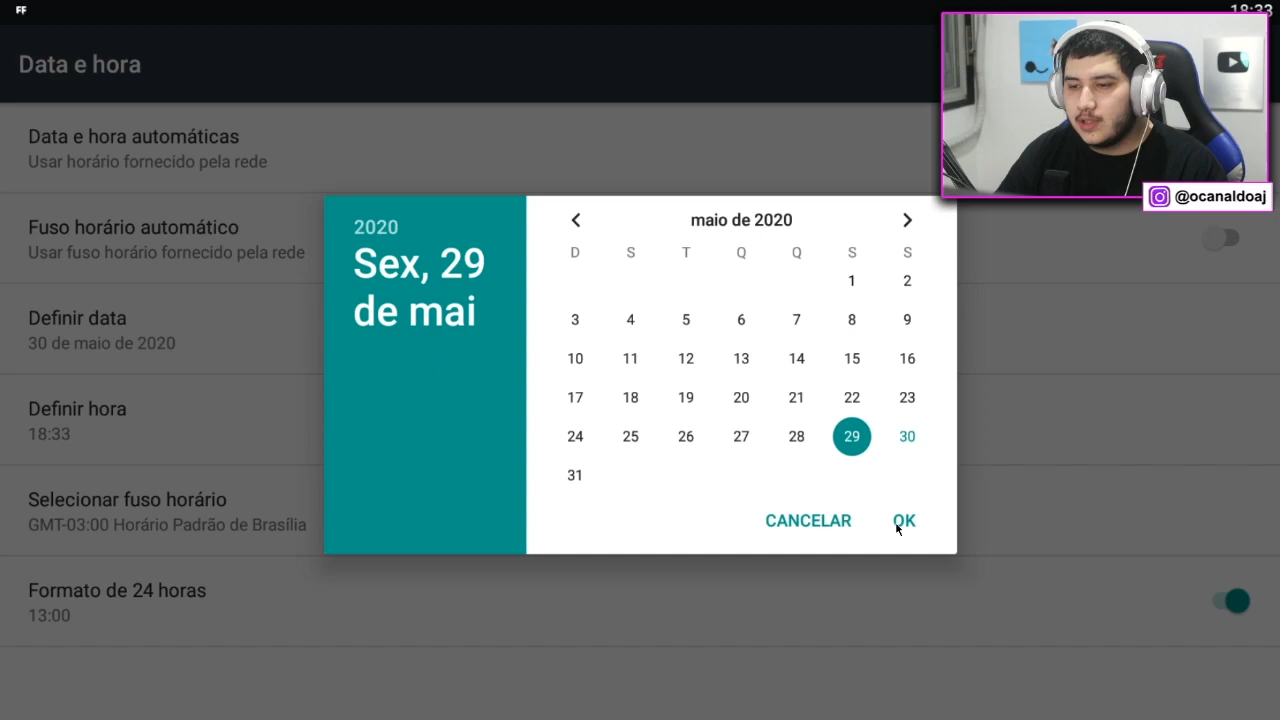 FF
18:33
Data e hora
Data e hora automáticas
Usar horário fornecido pela rede
Fuso horário automático
Usar fuso horário fornecido pela rede
Definir data
30 de maio de 2020
Definir hora
18:33
Selecionar fuso horário
GMT-03:00 Horário Padrão de Brasília
Formato de 24 horas
13:00
2020
Sex, 29
de mai
maio de 2020
D S T Q Q S S
1 2
3 4 5 6 7 8 9
10 11 12 13 14 15 16
17 18 19 20 21 22 23
24 25 26 27 28 29 30
31
CANCELAR OK
@ocanaldoaj